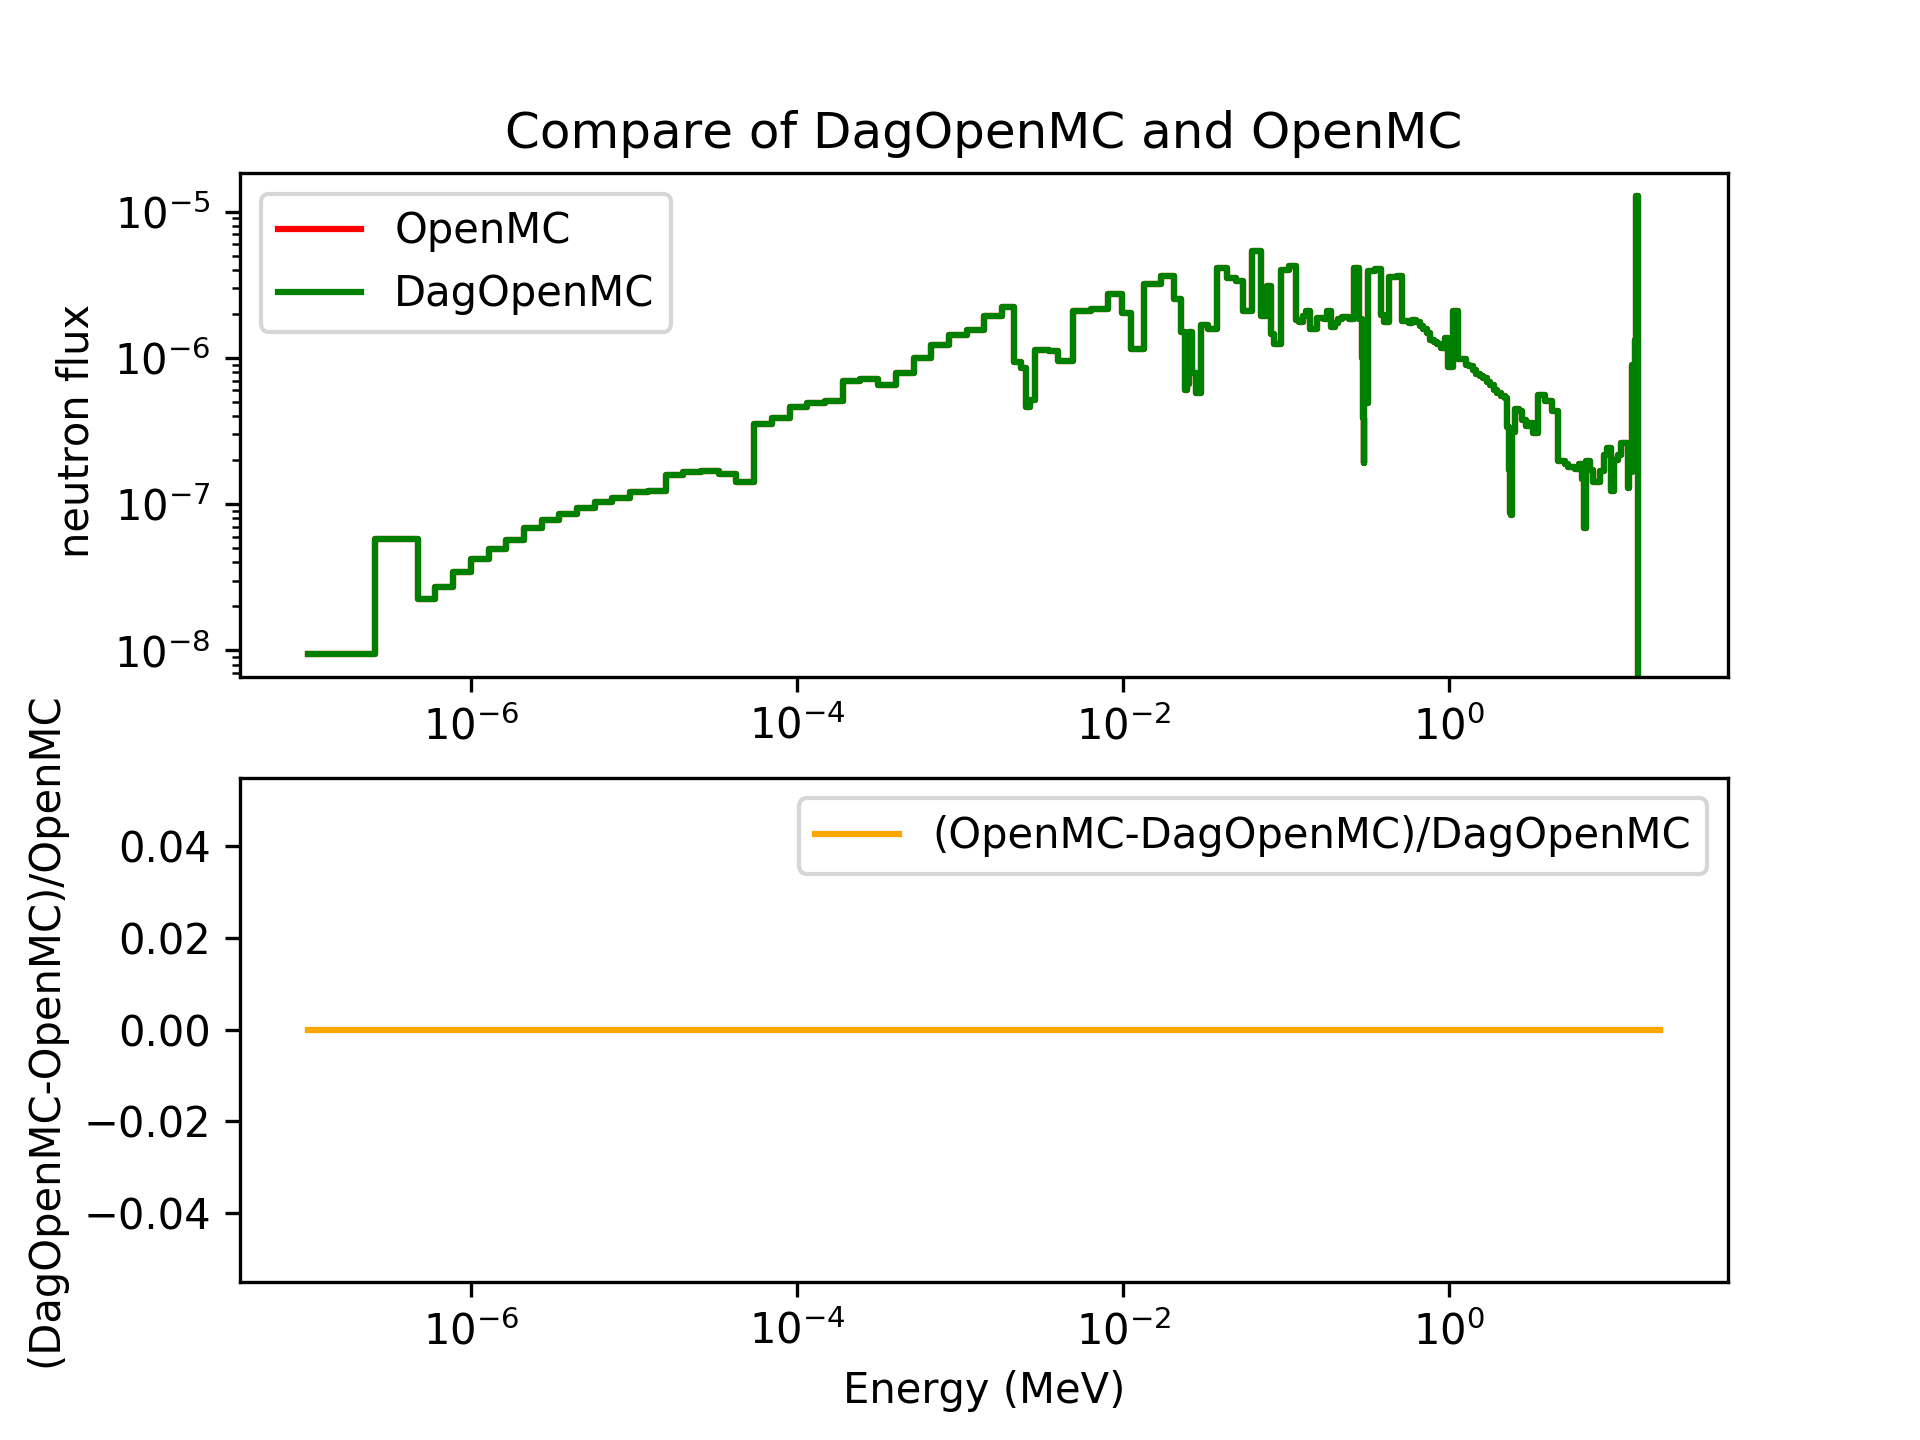 Compare of DagOpenMC and OpenMC
OpenMC
DagOpenMC
neutron flux
10⁻⁵
10⁻⁶
10⁻⁷
10⁻⁸
10⁻⁶ 10⁻⁴ 10⁻² 10⁰
(OpenMC-DagOpenMC)/DagOpenMC
(DagOpenMC-OpenMC)/OpenMC
0.04
0.02
0.00
−0.02
−0.04
10⁻⁶ 10⁻⁴ 10⁻² 10⁰
Energy (MeV)